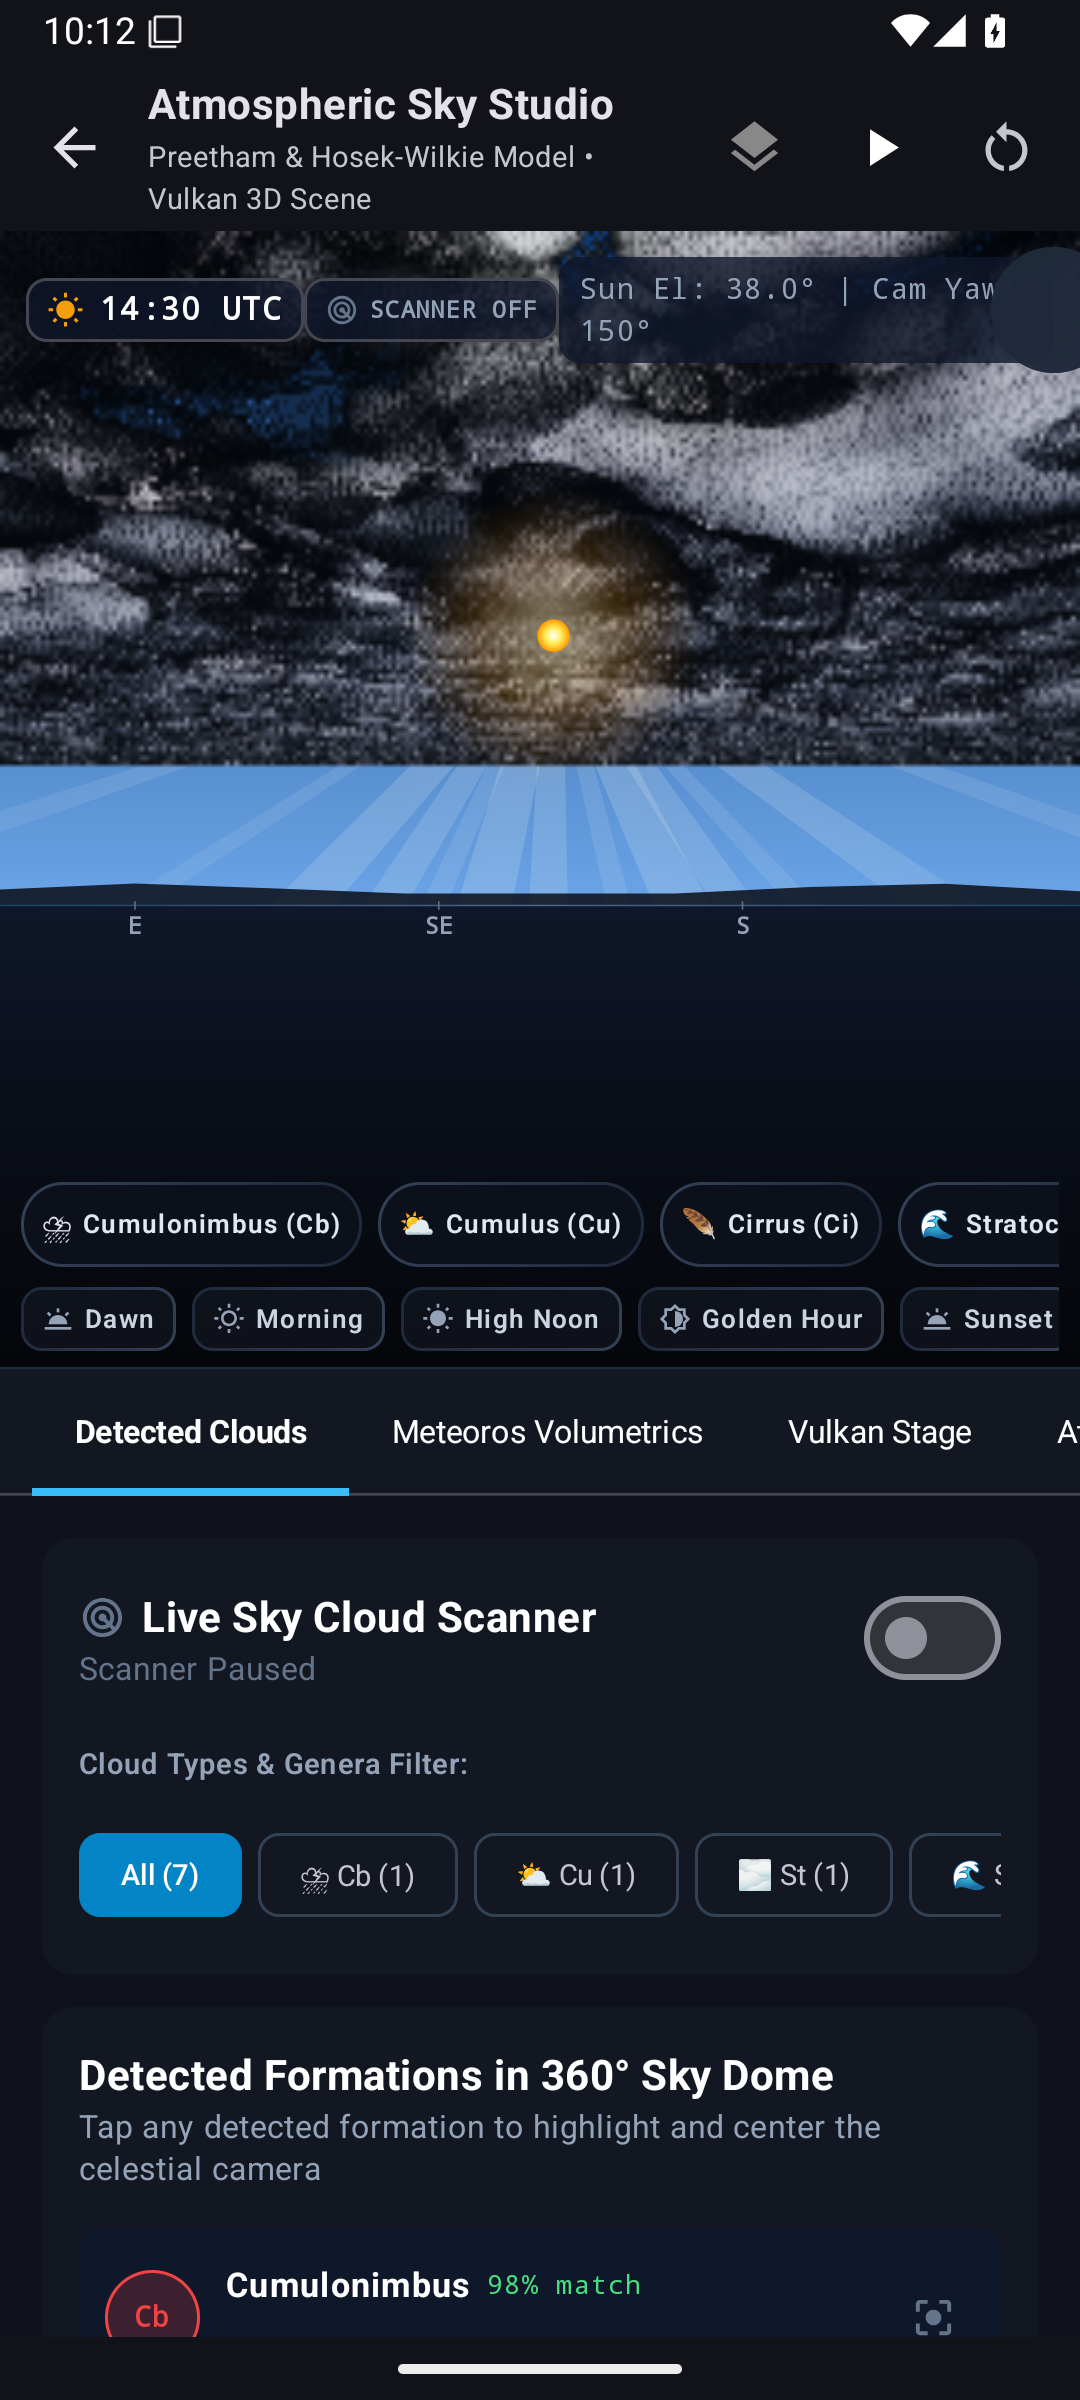 10:12
Atmospheric Sky Studio
Preetham & Hosek-Wilkie Model •
Vulkan 3D Scene
14:30 UTC
SCANNER OFF
Sun El: 38.0° | Cam Yaw
150°
E
SE
S
Cumulonimbus (Cb)
Cumulus (Cu)
Cirrus (Ci)
Stratoc
Dawn
Morning
High Noon
Golden Hour
Sunset
Detected Clouds
Meteoros Volumetrics
Vulkan Stage
At
Live Sky Cloud Scanner
Scanner Paused
Cloud Types & Genera Filter:
All (7)
Cb (1)
Cu (1)
St (1)
S
Detected Formations in 360° Sky Dome
Tap any detected formation to highlight and center the
celestial camera
Cb
Cumulonimbus 98% match